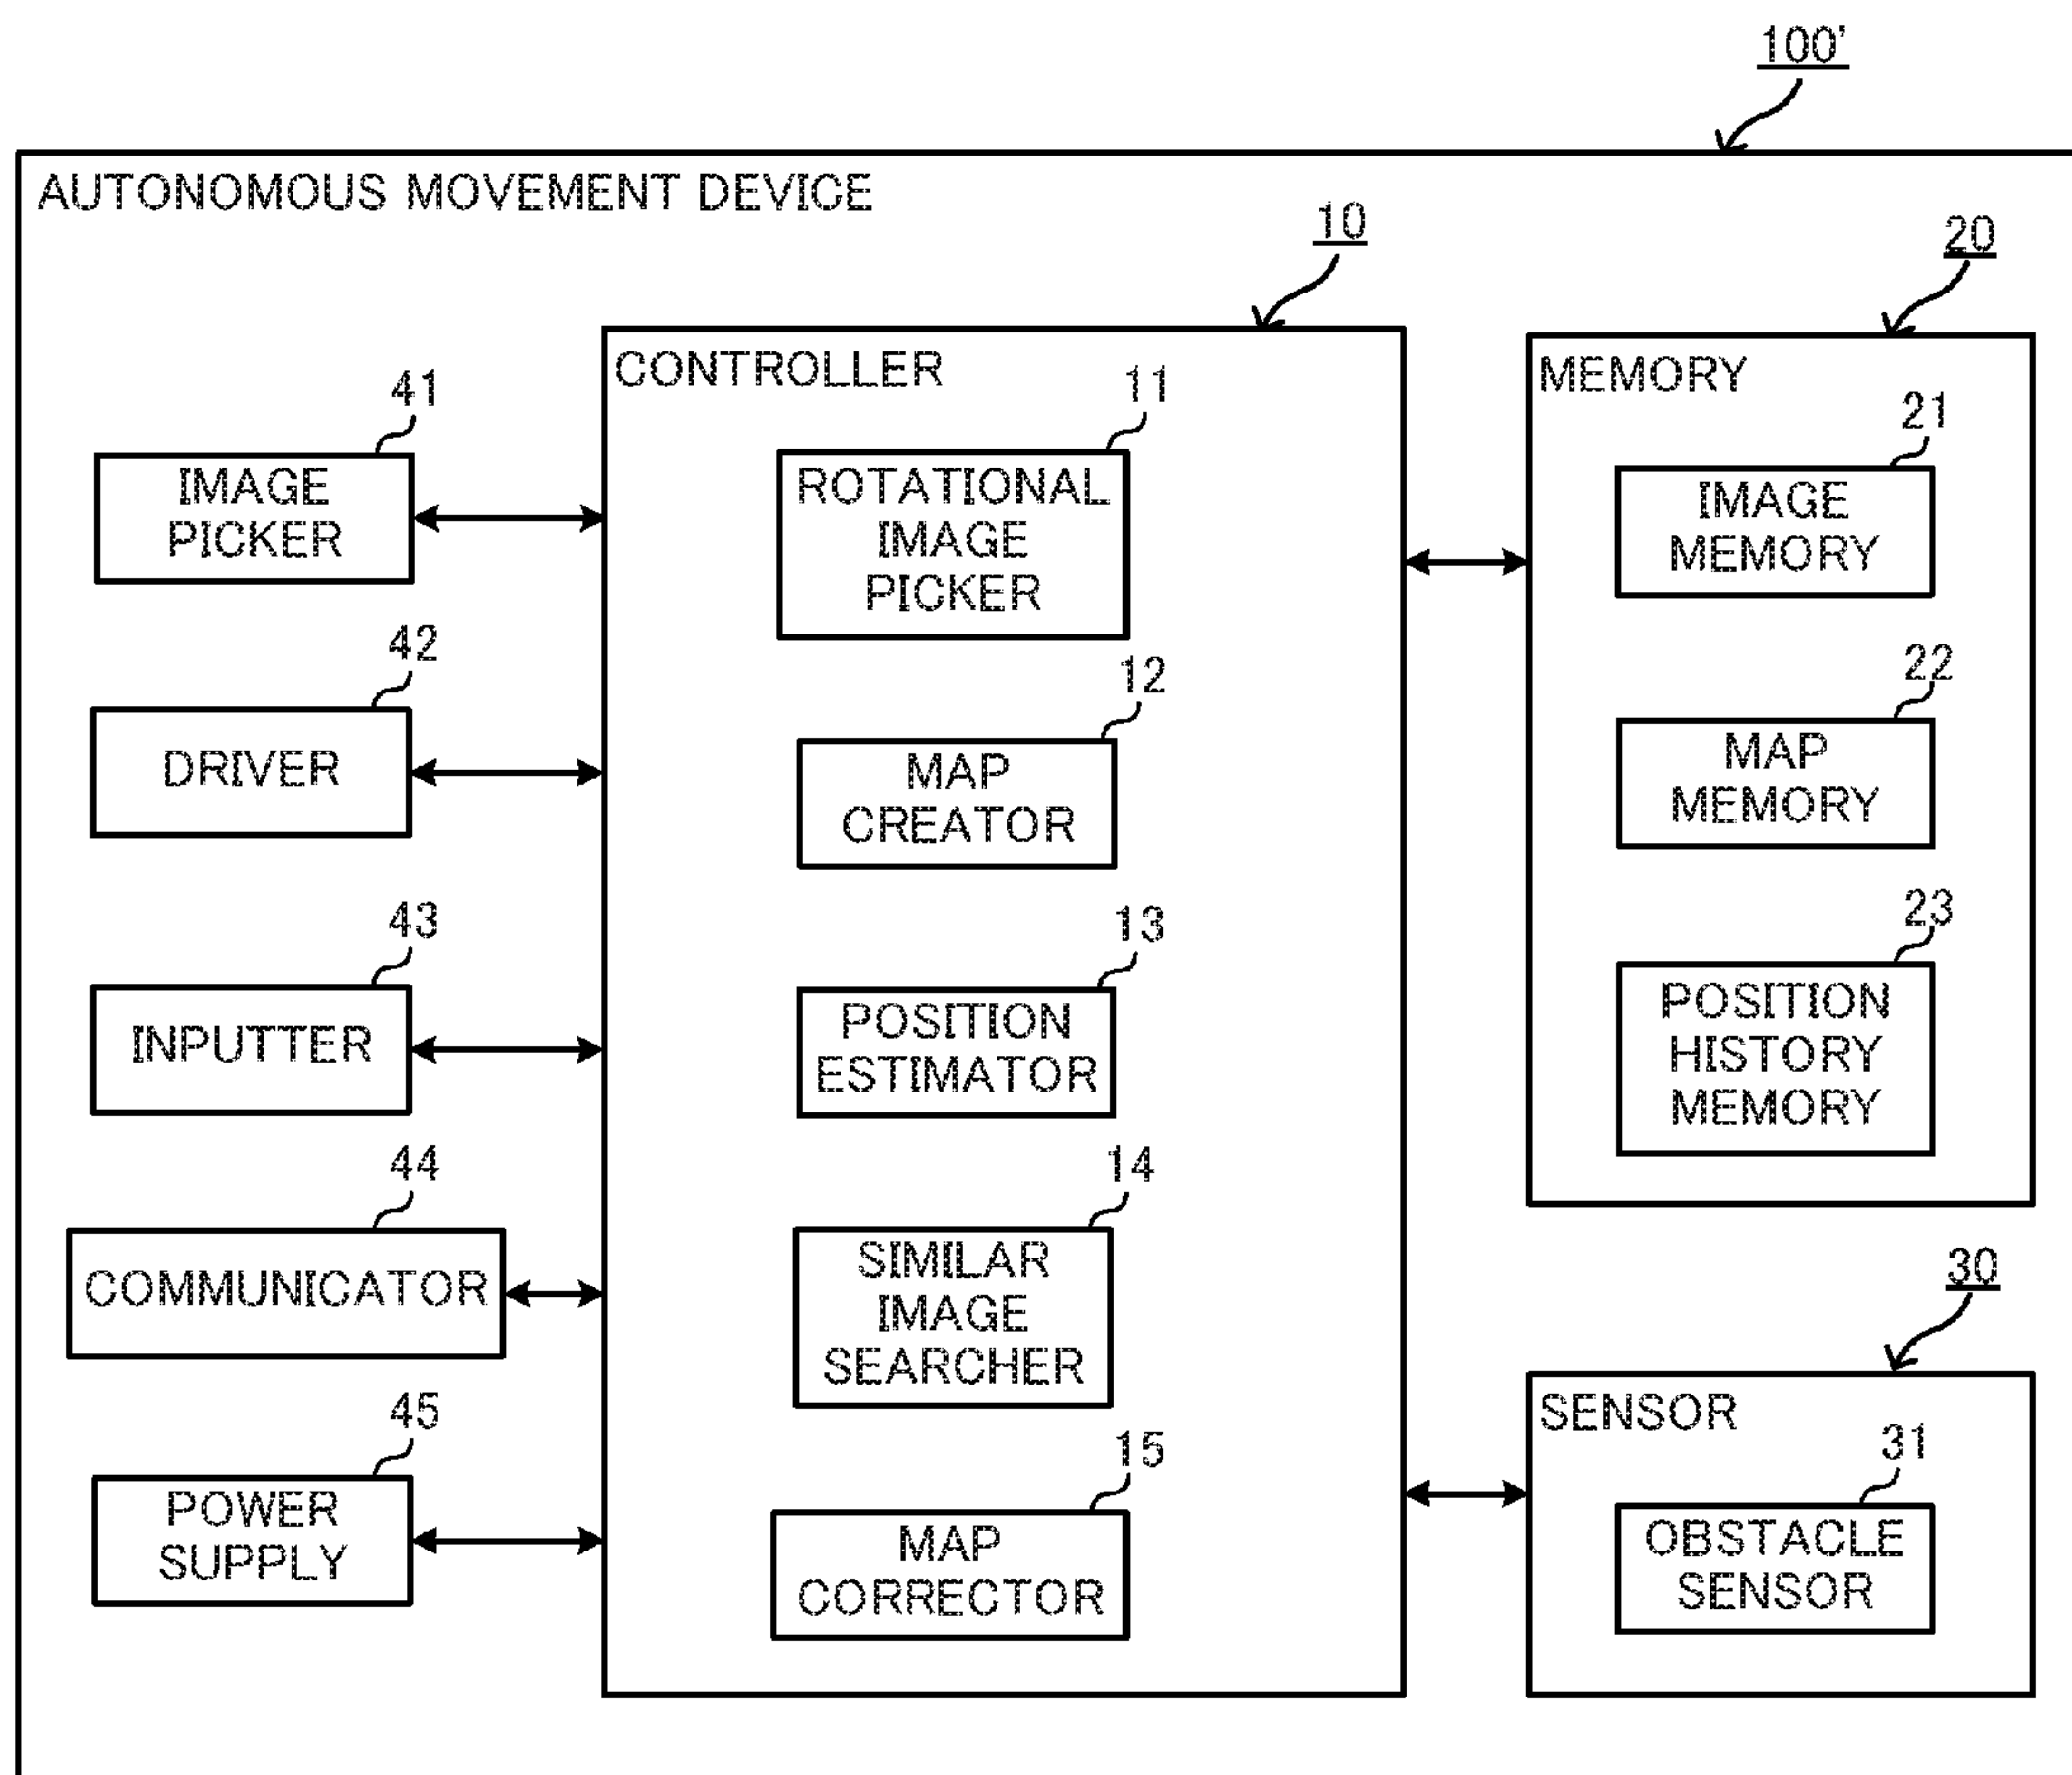 100'
AUTONOMOUS MOVEMENT DEVICE
10
20
CONTROLLER
MEMORY
41
IMAGE
PICKER
42
DRIVER
43
INPUTTER
44
COMMUNICATOR
45
POWER
SUPPLY
11
ROTATIONAL
IMAGE
PICKER
12
MAP
CREATOR
13
POSITION
ESTIMATOR
14
SIMILAR
IMAGE
SEARCHER
15
MAP
CORRECTOR
21
IMAGE
MEMORY
22
MAP
MEMORY
23
POSITION
HISTORY
MEMORY
30
SENSOR
31
OBSTACLE
SENSOR